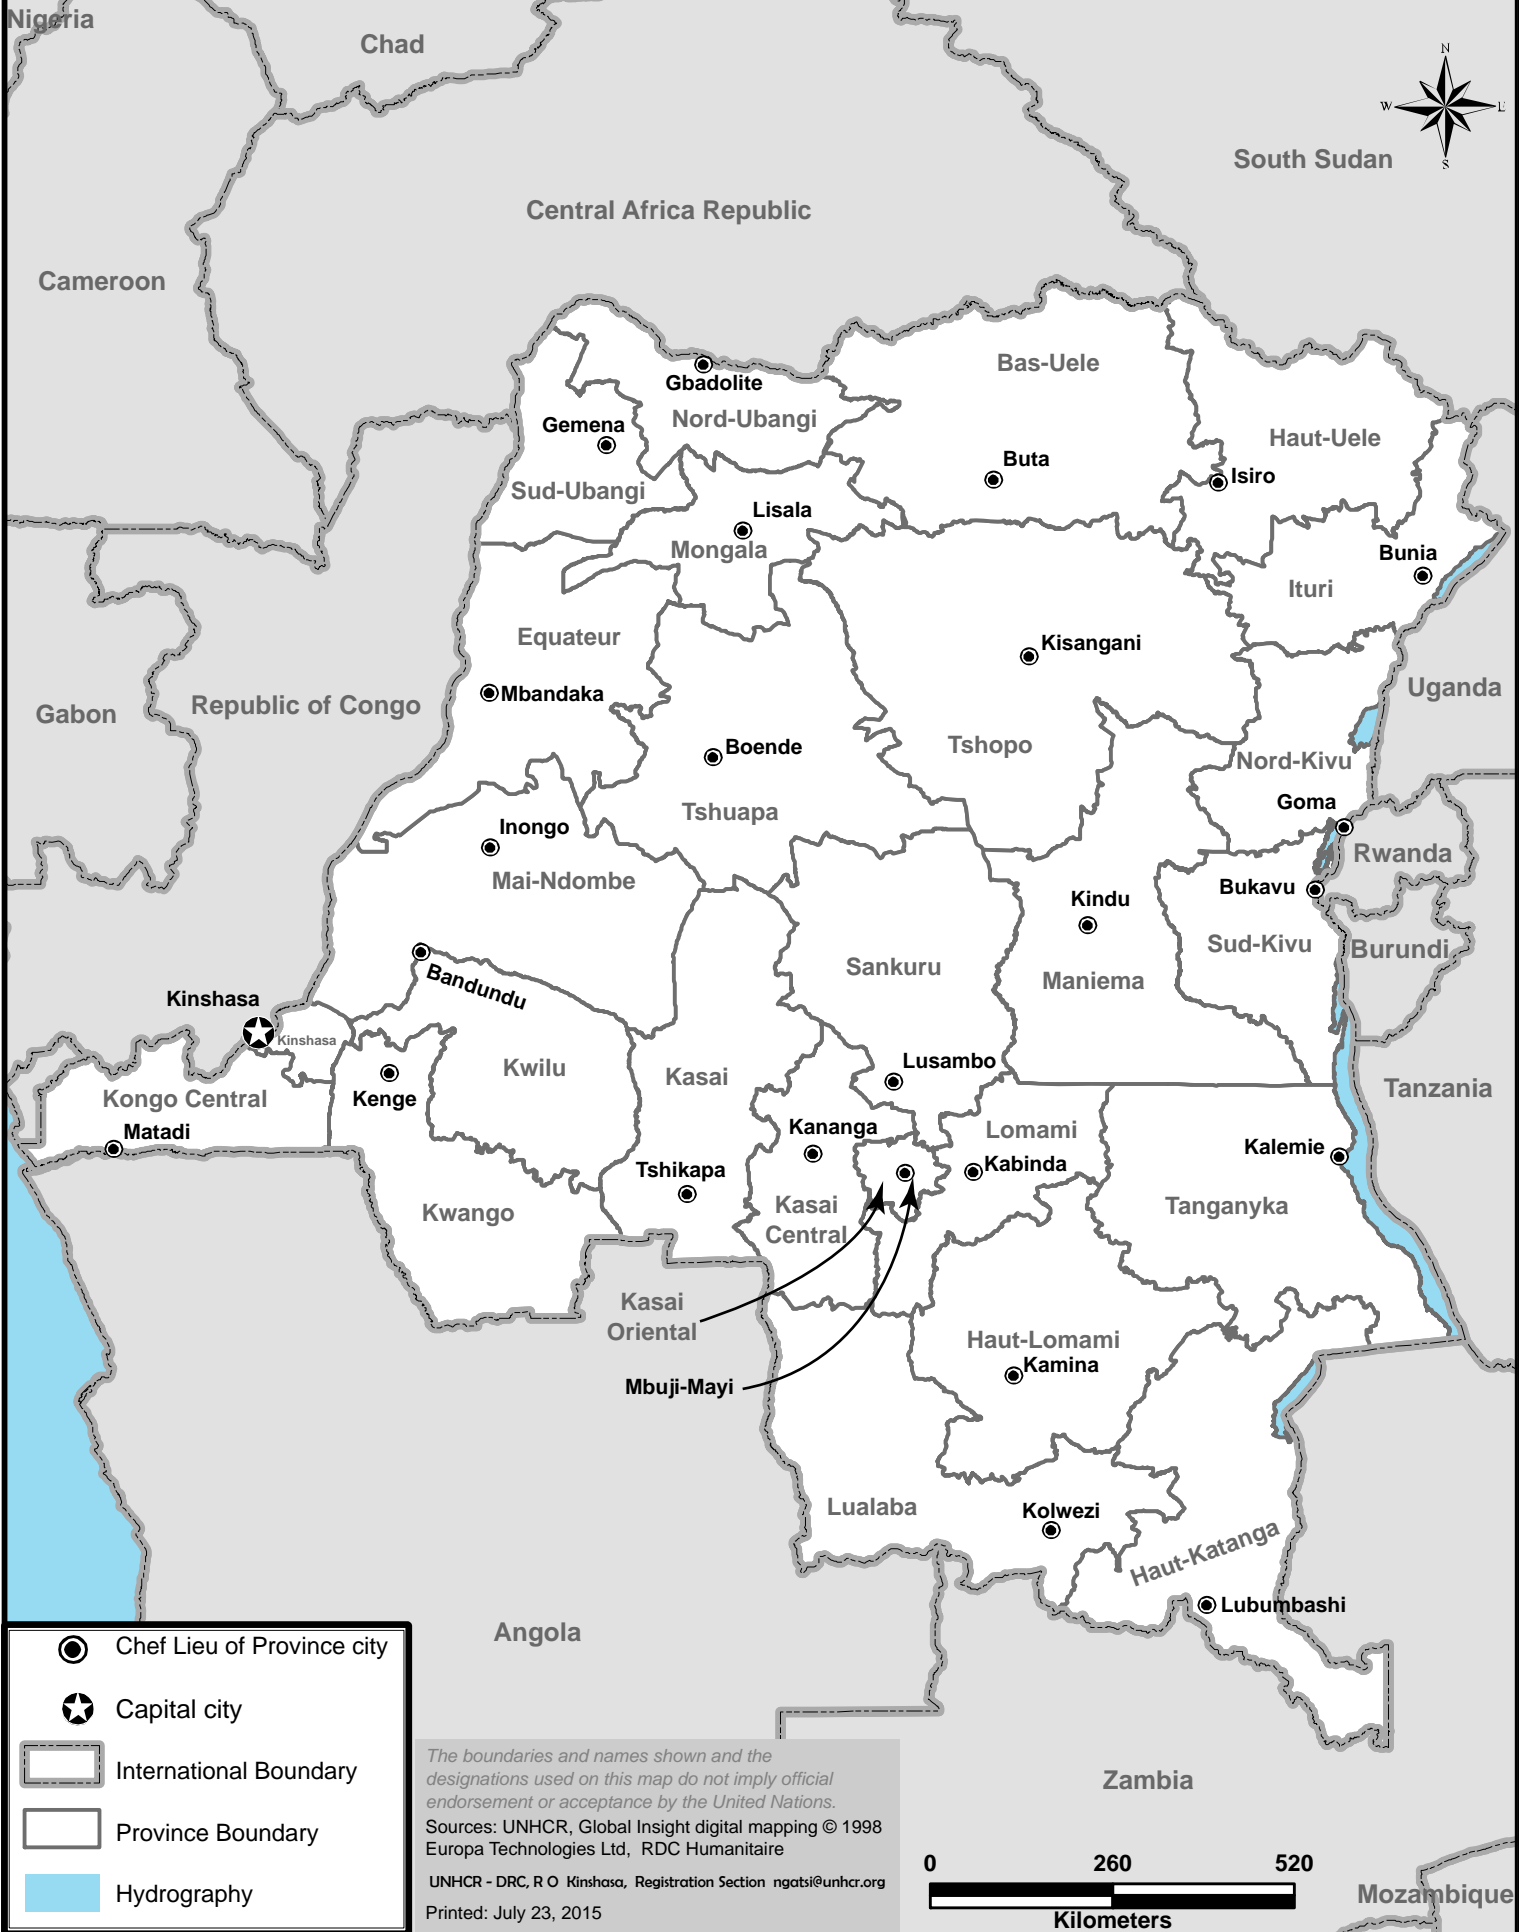 Nigeria
Chad
N
W
E
S
South Sudan
Central Africa Republic
Cameroon
Bas-Uele
Gbadolite
Nord-Ubangi
Gemena
Haut-Uele
Buta
Isiro
Sud-Ubangi
Lisala
Mongala
Bunia
Ituri
Equateur
Kisangani
Mbandaka
Uganda
Republic of Congo
Gabon
Boende
Tshopo
Nord-Kivu
Goma
Tshuapa
Inongo
Rwanda
Mai-Ndombe
Bukavu
Kindu
Sud-Kivu
Burundi
Sankuru
Bandundu
Maniema
Kinshasa
Kinshasa
Lusambo
Kwilu
Kasai
Tanzania
Kongo Central
Kenge
Kananga
Lomami
Matadi
Kalemie
Tshikapa
Kabinda
Kasai
Central
Tanganyka
Kwango
Kasai
Oriental
Haut-Lomami
Kamina
Mbuji-Mayi
Lualaba
Kolwezi
Haut-Katanga
Lubumbashi
Angola
Chef Lieu of Province city
Capital city
International Boundary
Province Boundary
Hydrography
The boundaries and names shown and the
designations used on this map do not imply official
endorsement or acceptance by the United Nations.
Sources: UNHCR, Global Insight digital mapping © 1998
Europa Technologies Ltd, RDC Humanitaire
UNHCR - DRC, R O Kinshasa, Registration Section ngatsi@unhcr.org
Printed: July 23, 2015
Zambia
0 260 520
Kilometers
Mozambique